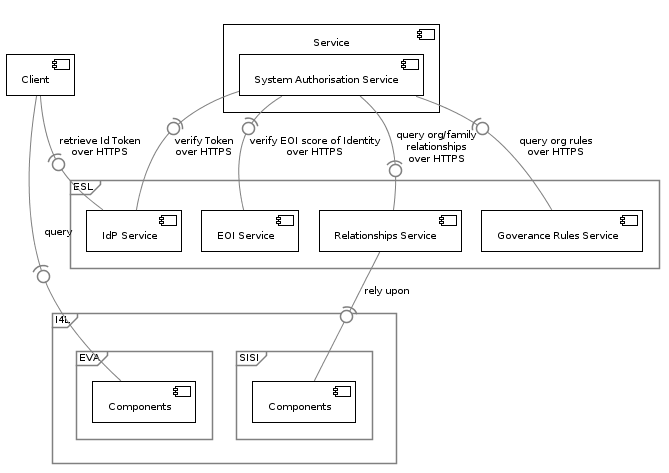 Service
Client
System Authorisation Service
retrieve Id Token
over HTTPS
verify Token
over HTTPS
verify EOI score of Identity
over HTTPS
query org/family
relationships
over HTTPS
query org rules
over HTTPS
ESL
IdP Service
EOI Service
Relationships Service
Goverance Rules Service
query
rely upon
I4L
EVA
SISI
Components
Components